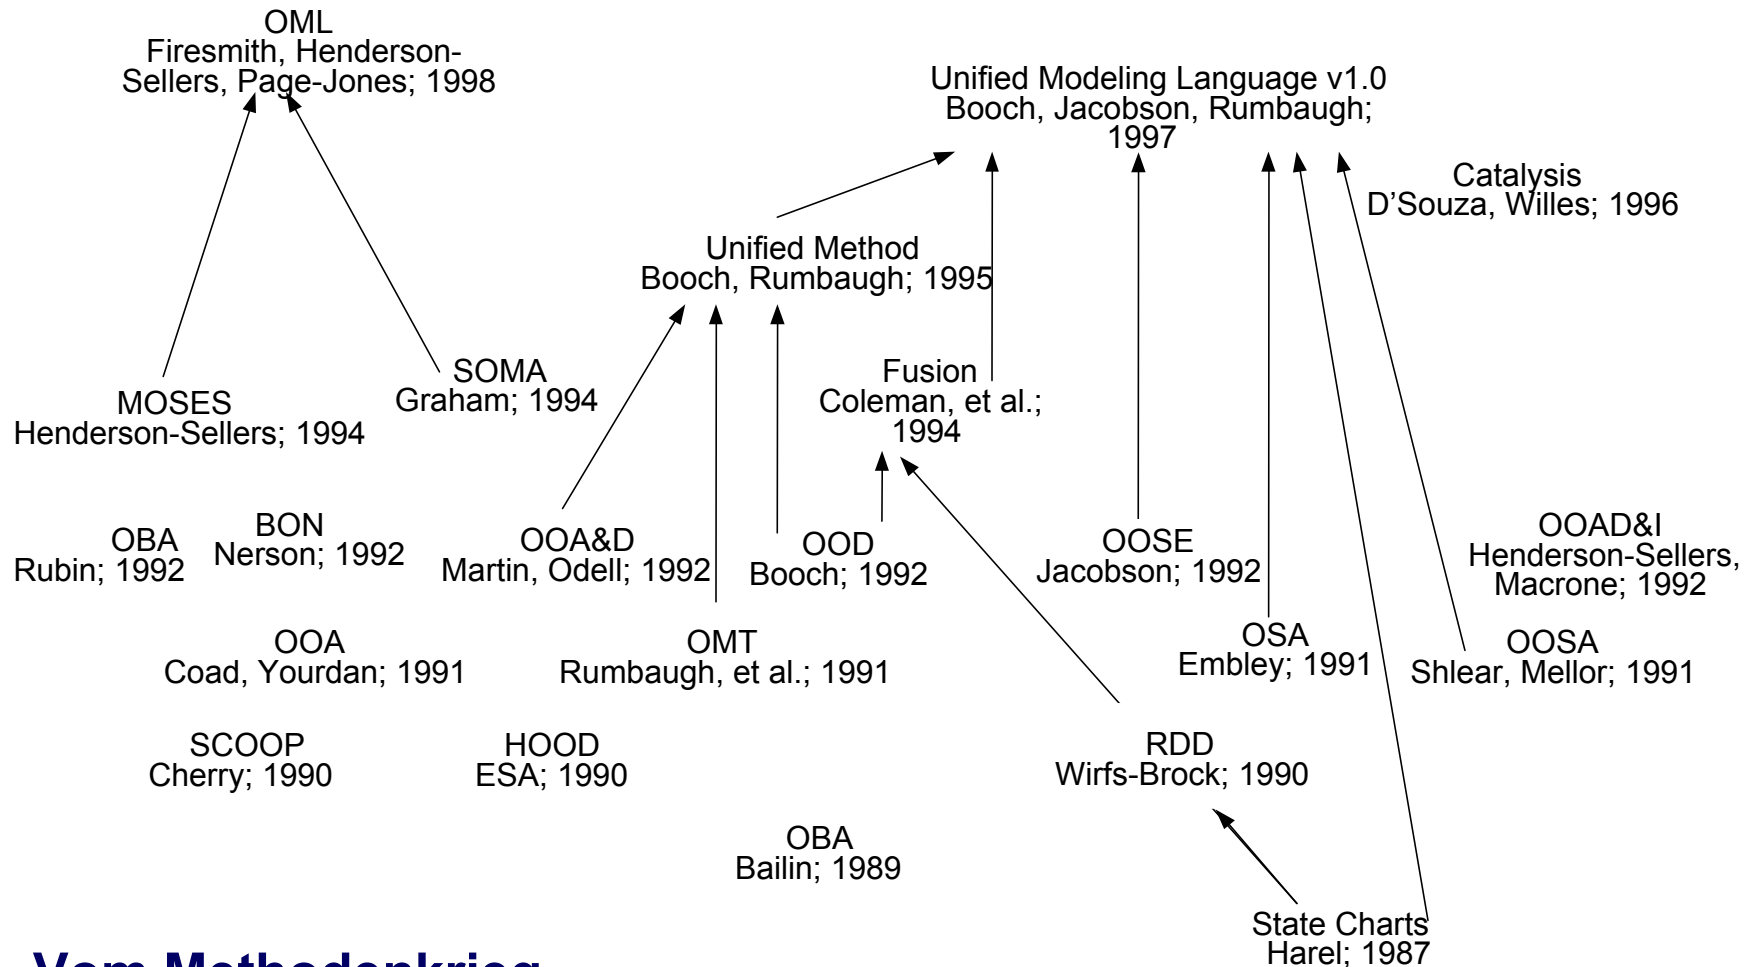 OML
Firesmith, Henderson-
Sellers, Page-Jones; 1998
Unified Modeling Language v1.0
Booch, Jacobson, Rumbaugh;
1997
Catalysis
D’Souza, Willes; 1996
Unified Method
Booch, Rumbaugh; 1995
MOSES
Henderson-Sellers; 1994
SOMA
Graham; 1994
Fusion
Coleman, et al.;
1994
OBA
Rubin; 1992
BON
Nerson; 1992
OOA&D
Martin, Odell; 1992
OOD
Booch; 1992
OOSE
Jacobson; 1992
OOAD&I
Henderson-Sellers,
Macrone; 1992
OOA
Coad, Yourdan; 1991
OMT
Rumbaugh, et al.; 1991
OSA
Embley; 1991
OOSA
Shlear, Mellor; 1991
SCOOP
Cherry; 1990
HOOD
ESA; 1990
RDD
Wirfs-Brock; 1990
OBA
Bailin; 1989
State Charts
Harel; 1987
Vom Methodenkrieg